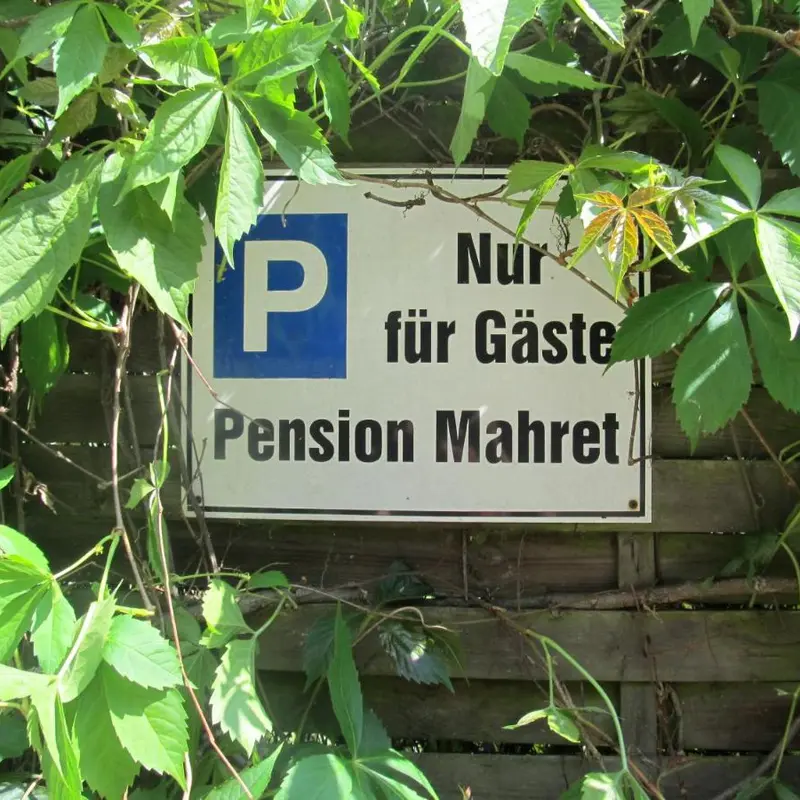 P
Nur
für Gäste
Pension Mahret